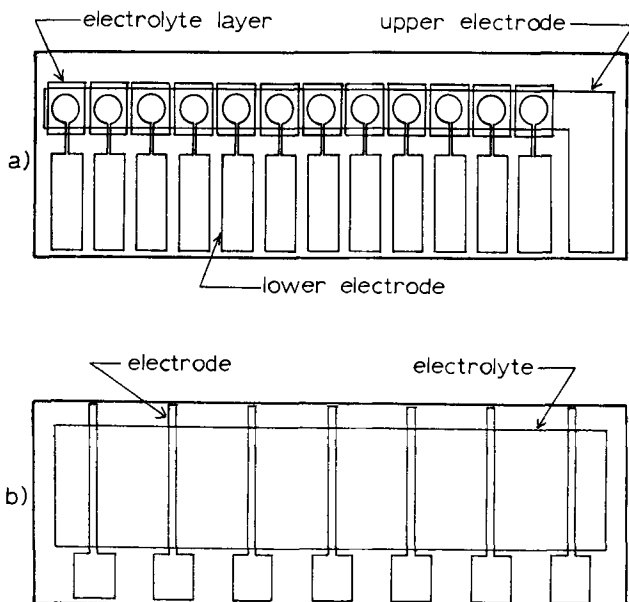 electrolyte layer
upper electrode
a)
lower electrode
electrode
electrolyte
b)